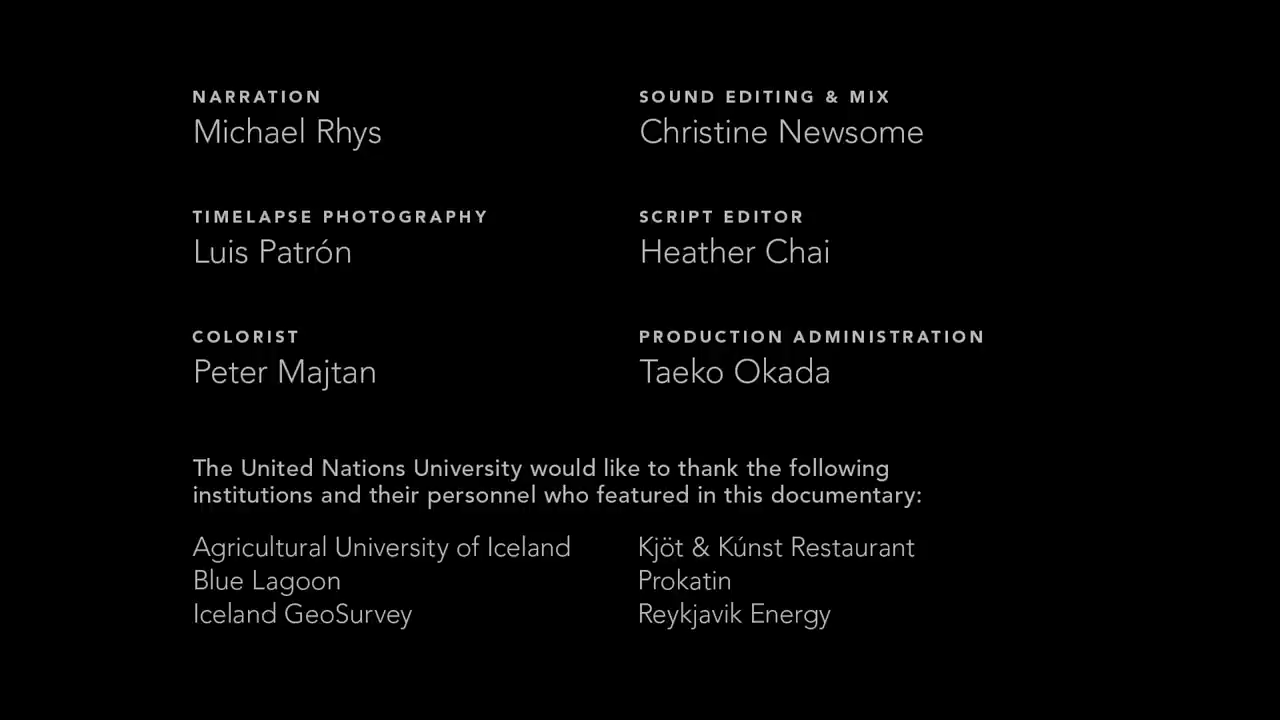 NARRATION
Michael Rhys
SOUND EDITING & MIX
Christine Newsome
TIMELAPSE PHOTOGRAPHY
Luis Patrón
SCRIPT EDITOR
Heather Chai
COLORIST
Peter Majtan
PRODUCTION ADMINISTRATION
Taeko Okada
The United Nations University would like to thank the following
institutions and their personnel who featured in this documentary:
Agricultural University of Iceland
Blue Lagoon
Iceland GeoSurvey
Kjöt & Kúnst Restaurant
Prokatin
Reykjavik Energy